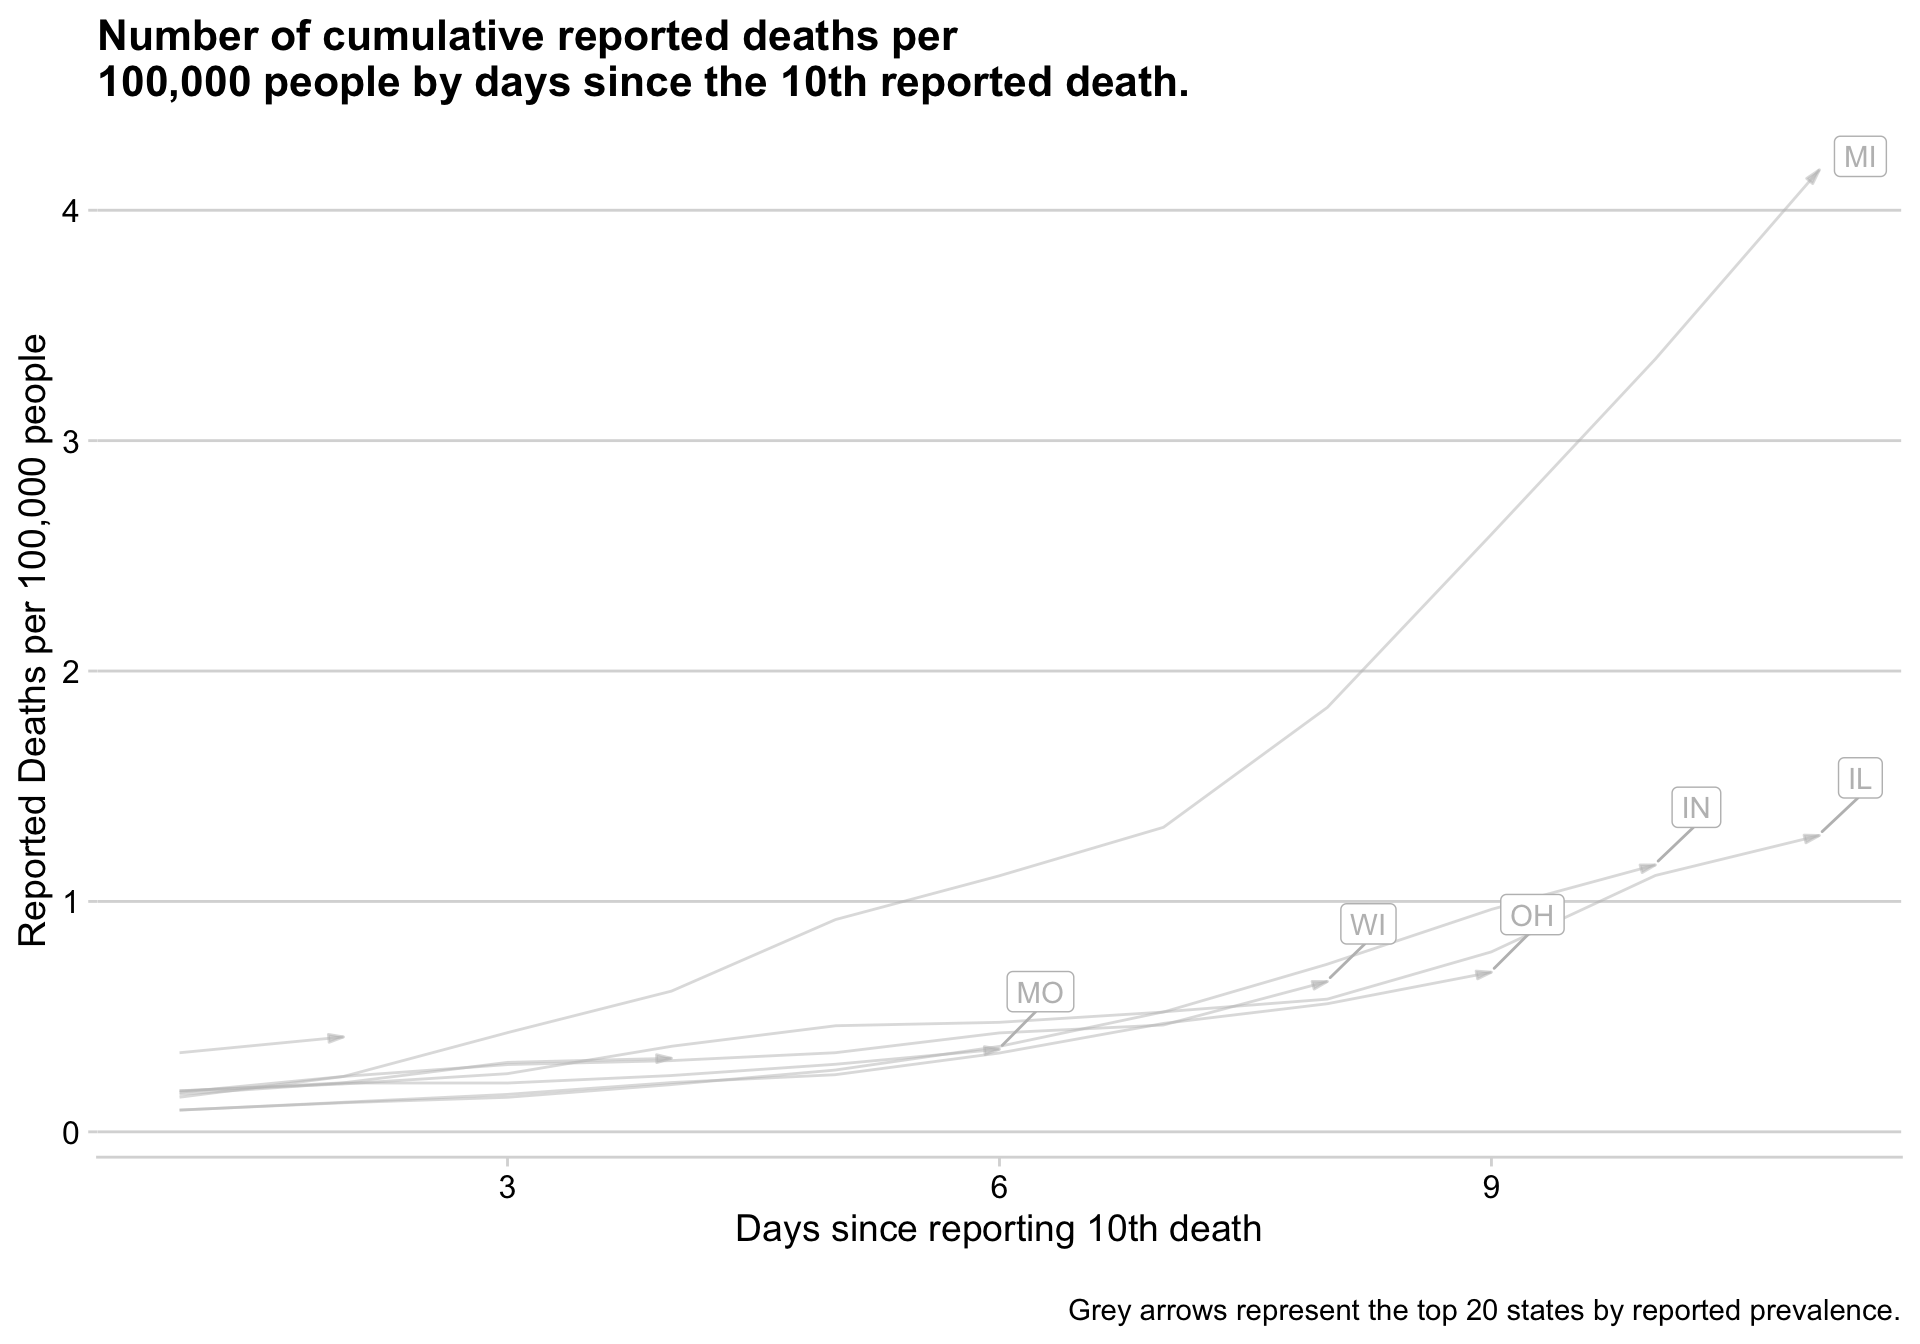 Number of cumulative reported deaths per
100,000 people by days since the 10th reported death.
Reported Deaths per 100,000 people
4
3
2
1
0
MI
IL
IN
OH
WI
MO
3
6
9
Days since reporting 10th death
Grey arrows represent the top 20 states by reported prevalence.